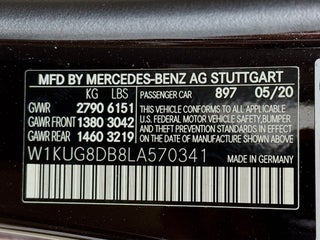 MFD BY MERCEDES-BENZ AG STUTTGART
KG LBS PASSENGER CAR 897 05/20
GVWR 2790 6151
GAWR FRONT 1380 3042
GAWR REAR 1460 3219
THIS VEHICLE CONFORMS TO ALL APPLICABLE U.S. FEDERAL MOTOR VEHICLE SAFETY, BUMPER, AND THEFT PREVENTION STANDARDS IN EFFECT ON THE DATE OF MANUFACTURE SHOWN ABOVE.
W1KUG8DB8LA570341
MADE IN GERMANY